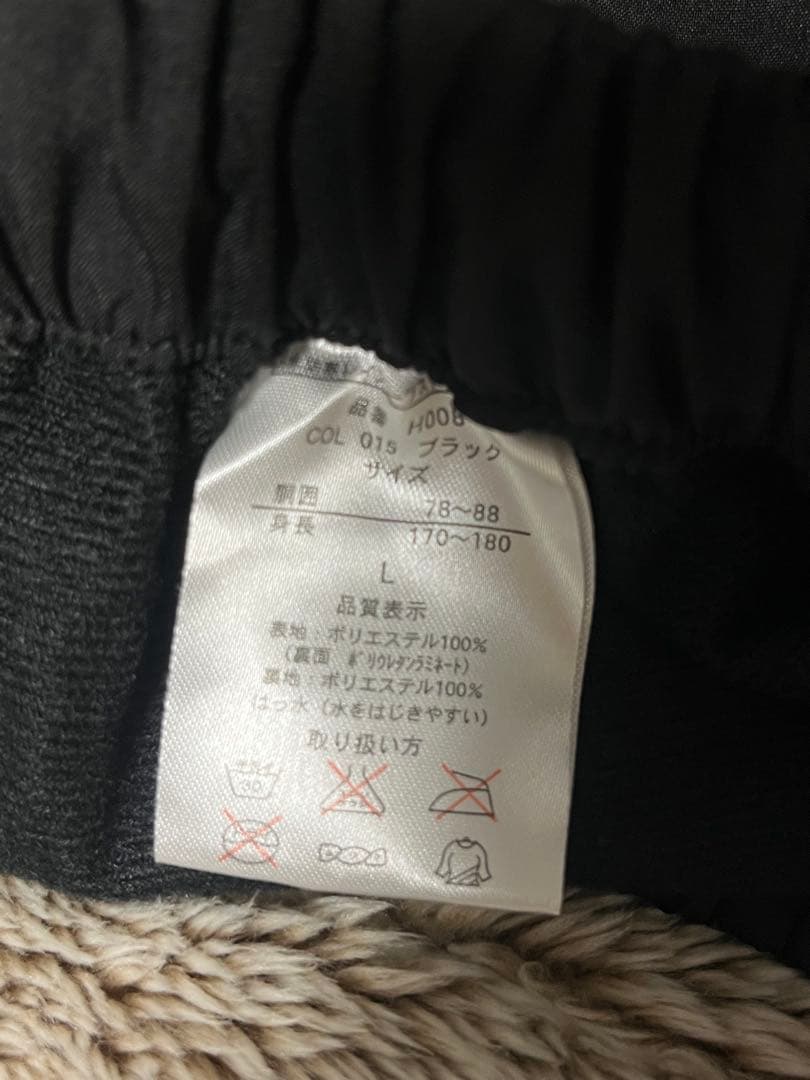 品番 H008
COL 01s ブラック
サイズ
胴囲 78～88
身長 170～180
L
品質表示
表地：ポリエステル100%
（裏面 ﾎﾟﾘｳﾚﾀﾝﾗﾐﾈｰﾄ）
裏地：ポリエステル100%
はっ水（水をはじきやすい）
取り扱い方
30